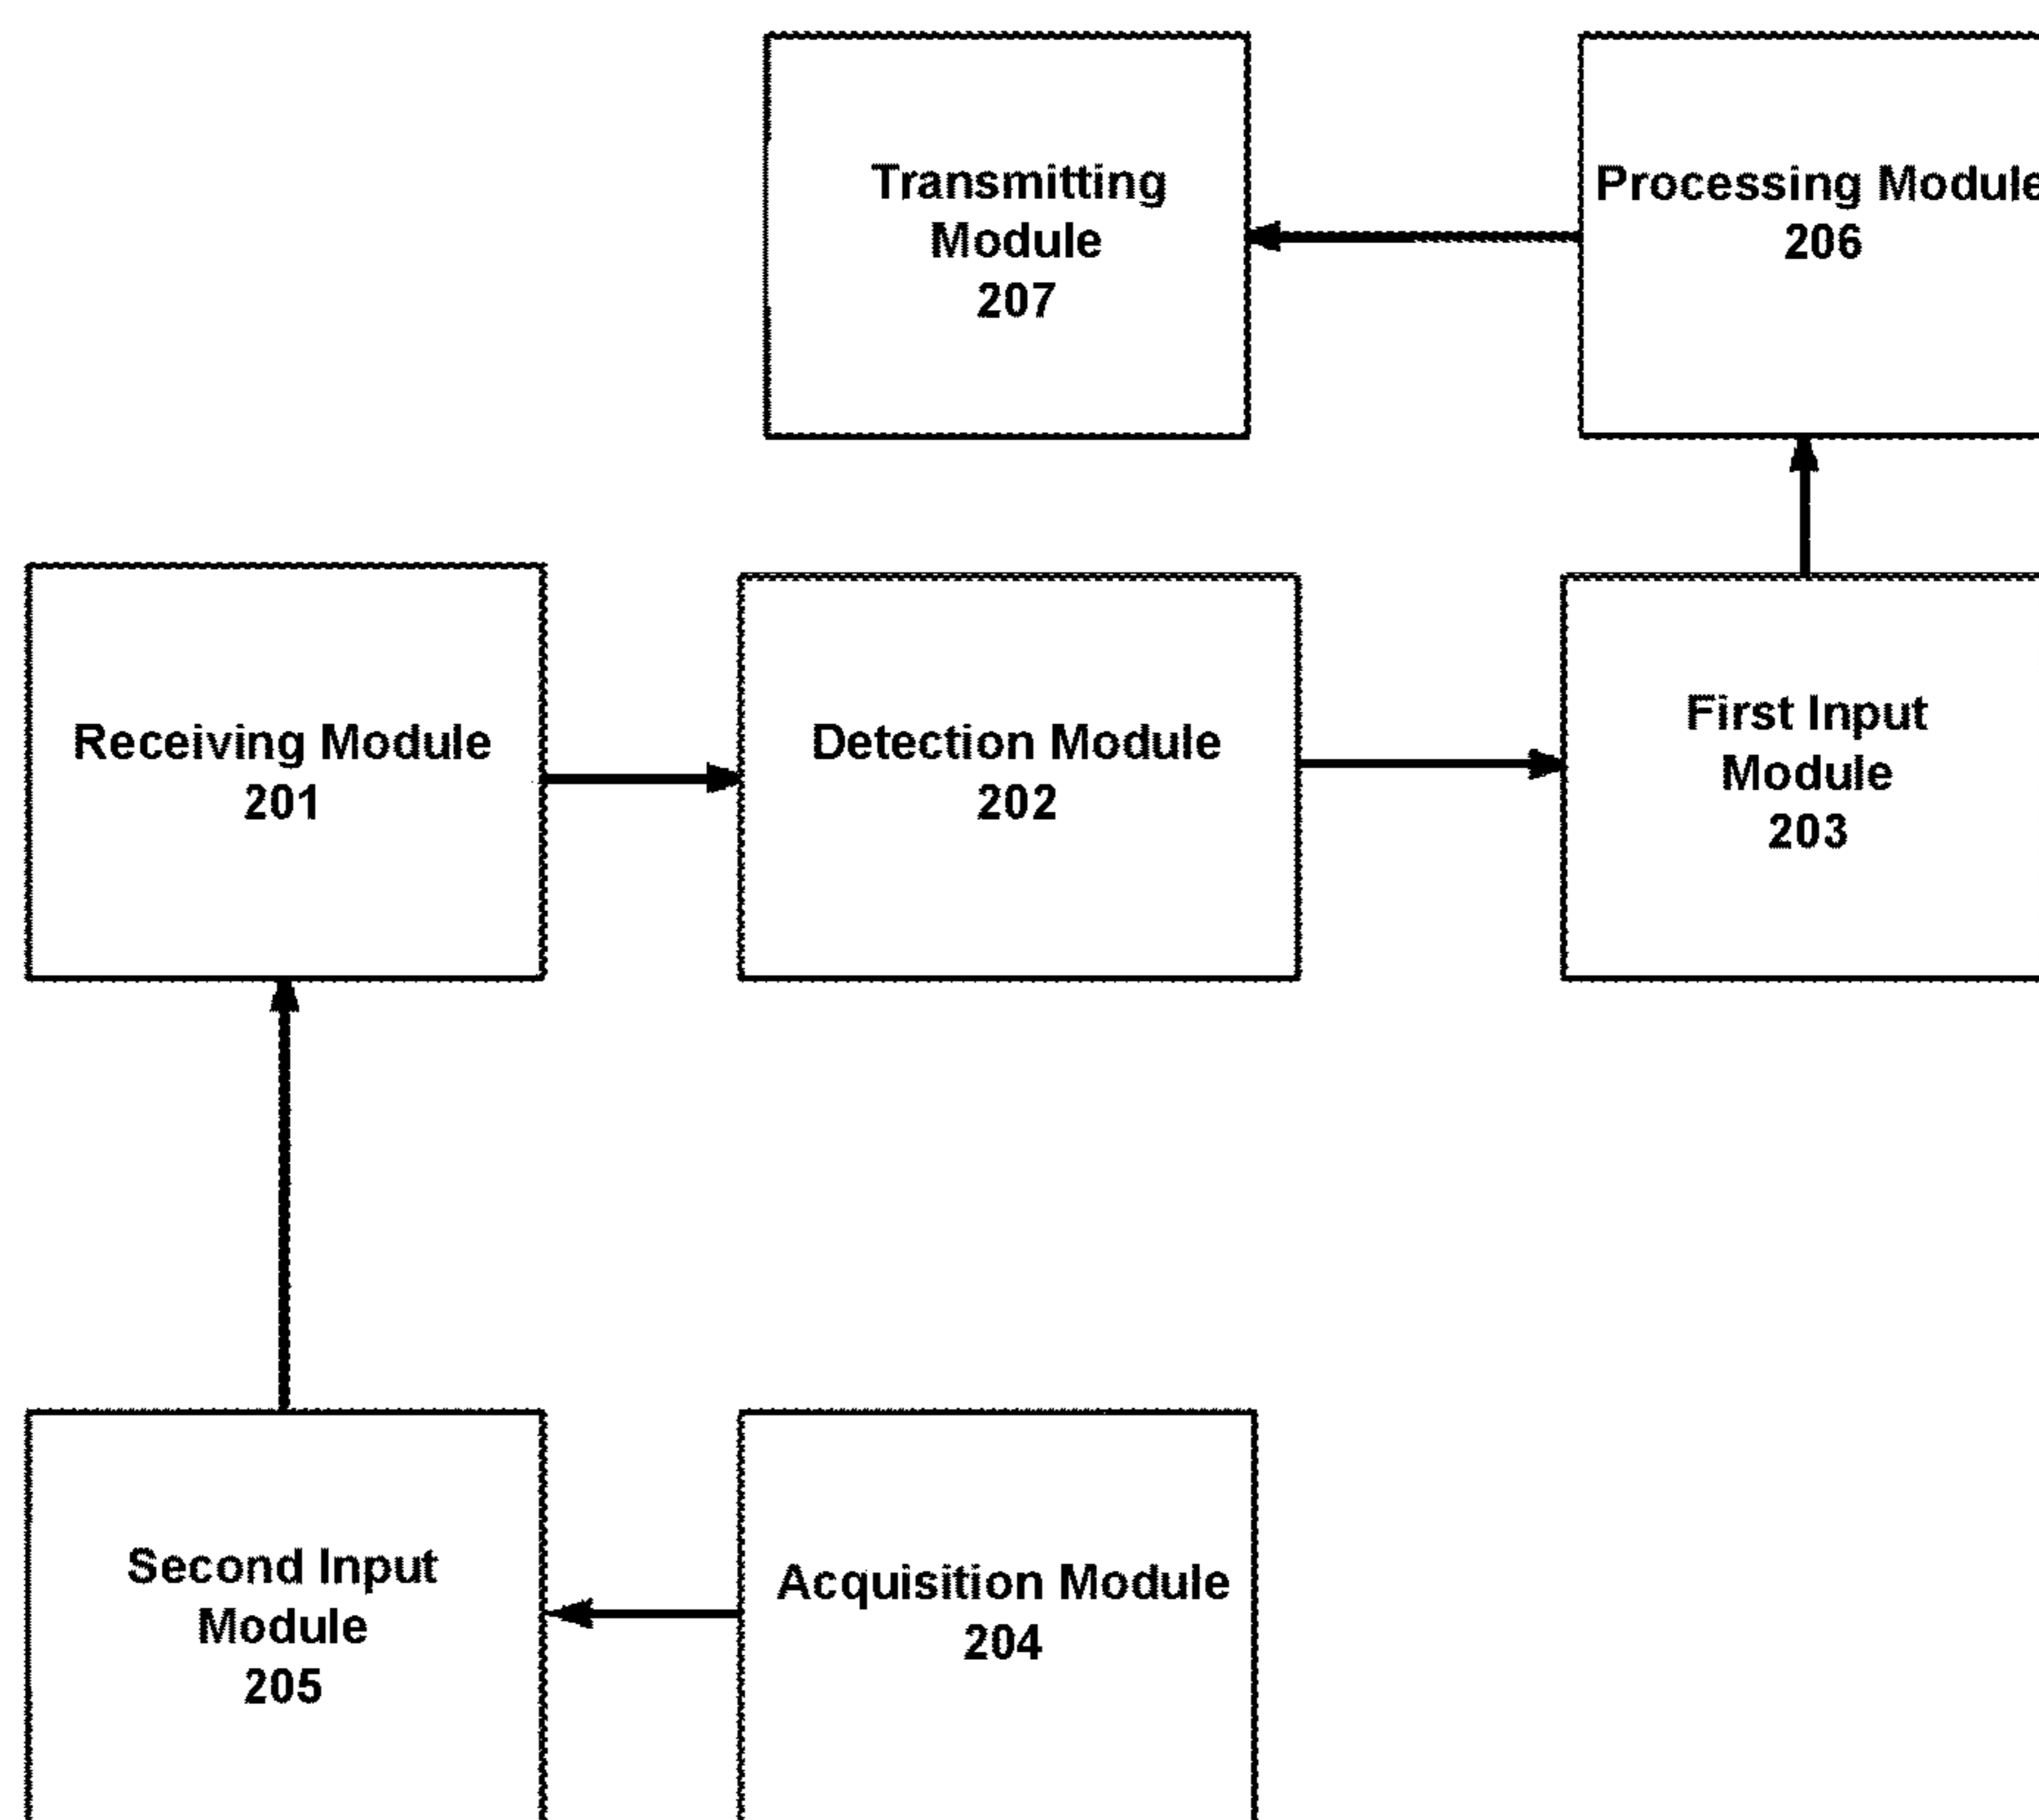 Transmitting
Module
207
Processing Module
206
Receiving Module
201
Detection Module
202
First Input
Module
203
Second Input
Module
205
Acquisition Module
204